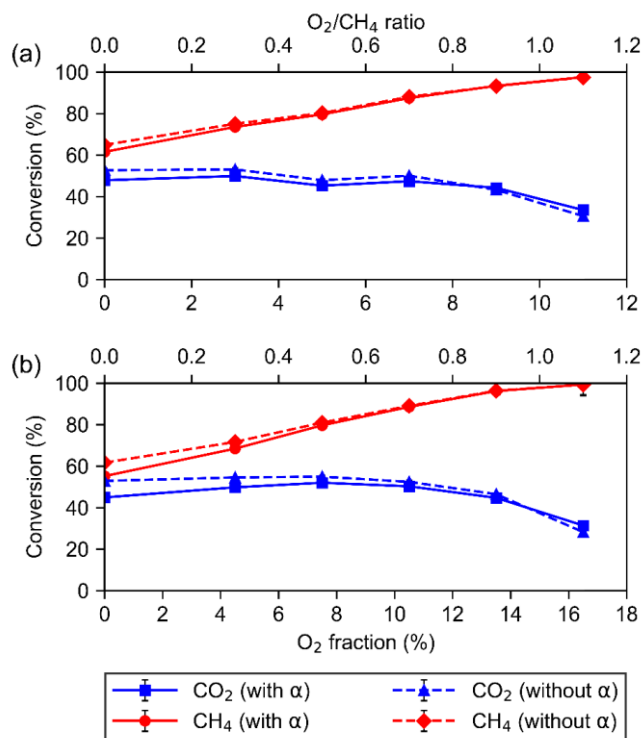 O₂/CH₄ ratio
0.0 0.2 0.4 0.6 0.8 1.0 1.2
(a)
100
80
60
40
20
0
Conversion (%)
0 2 4 6 8 10 12
0.0 0.2 0.4 0.6 0.8 1.0 1.2
(b)
100
80
60
40
20
0
Conversion (%)
0 2 4 6 8 10 12 14 16 18
O₂ fraction (%)
CO₂ (with α) CO₂ (without α)
CH₄ (with α) CH₄ (without α)